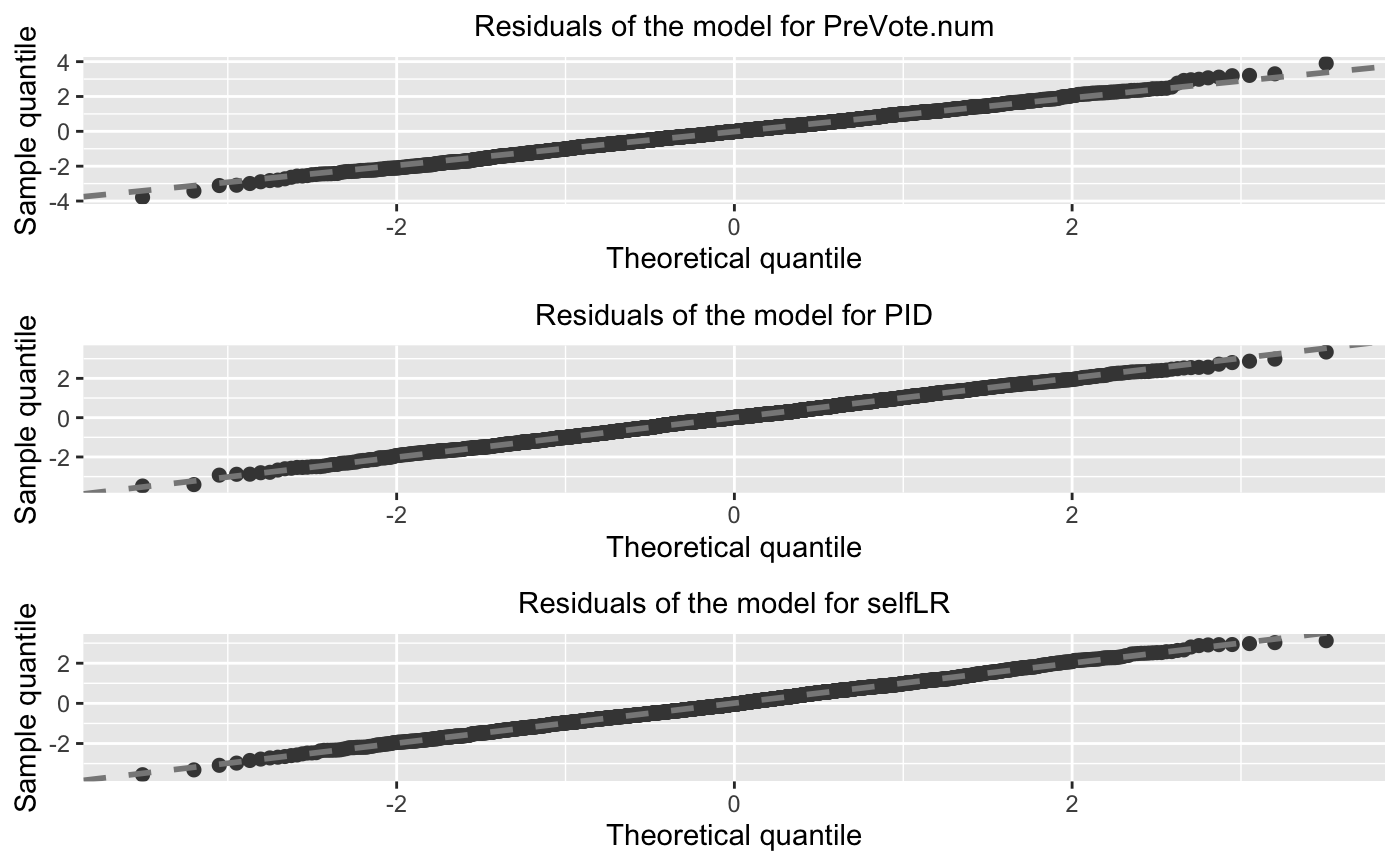 Residuals of the model for PreVote.num
Sample quantile
4
2
0
-2
-4
-2
0
2
Theoretical quantile
Residuals of the model for PID
Sample quantile
2
0
-2
-2
0
2
Theoretical quantile
Residuals of the model for selfLR
Sample quantile
2
0
-2
-2
0
2
Theoretical quantile